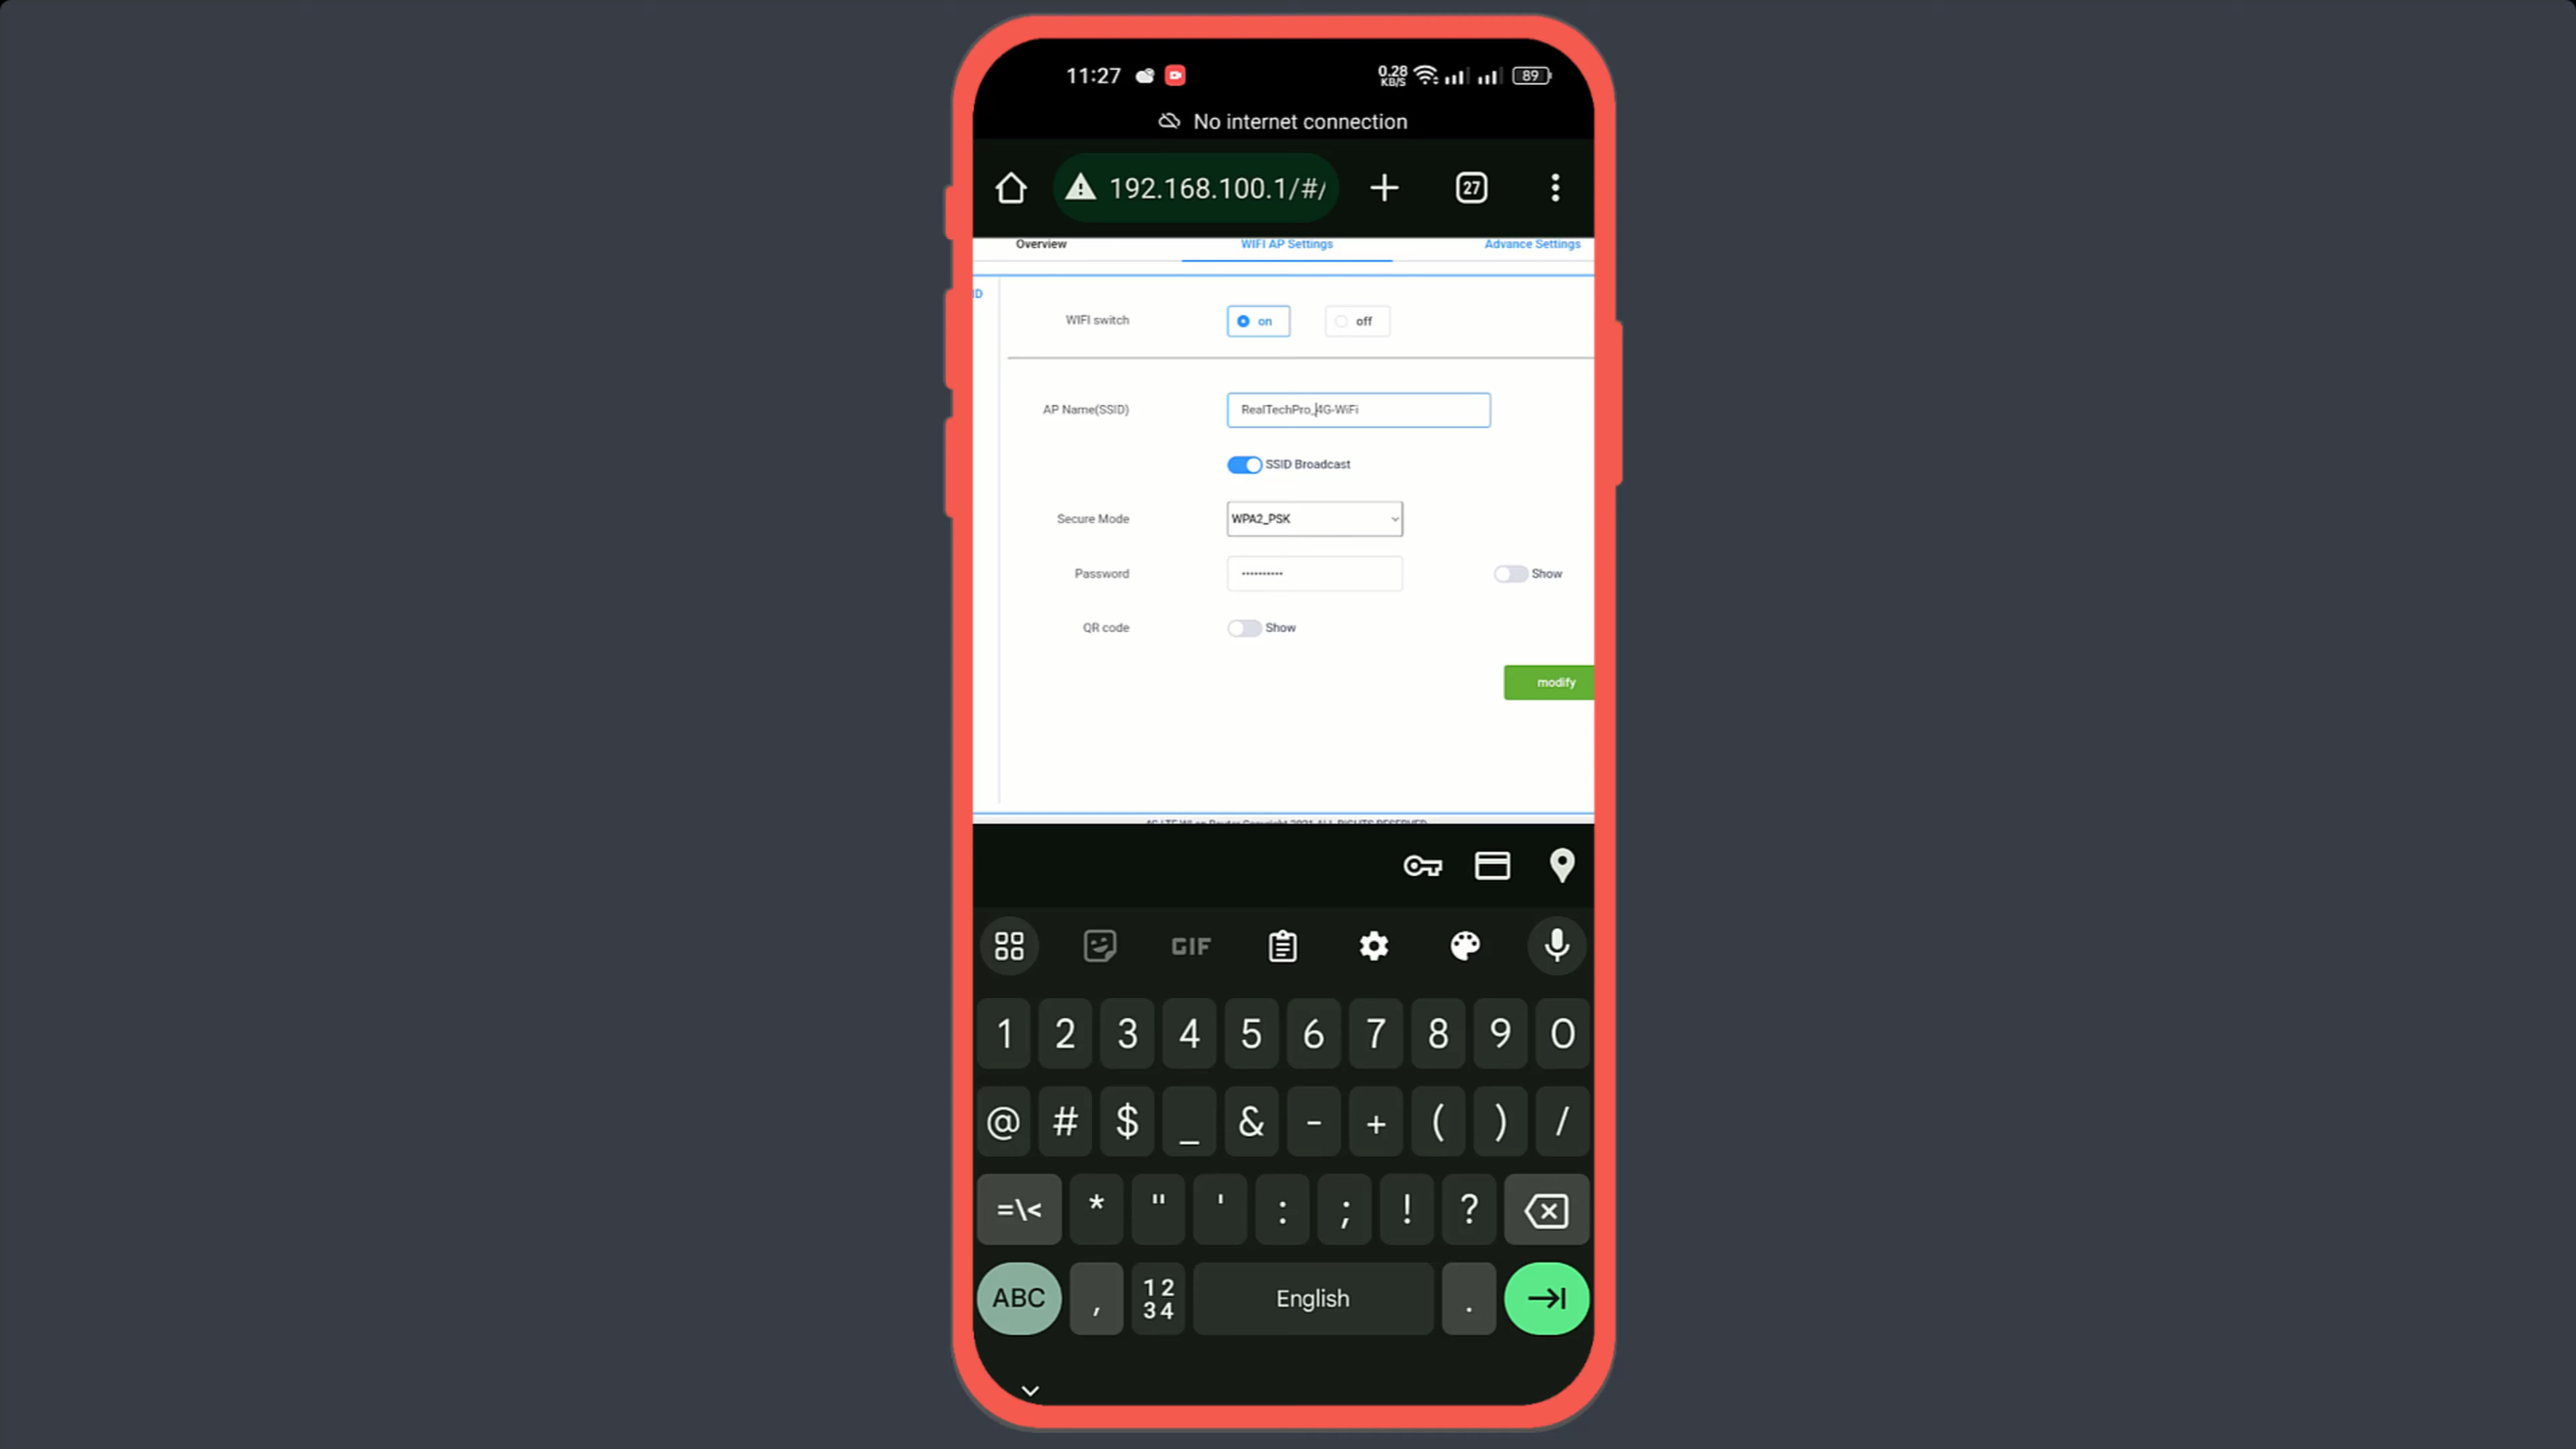 11:27 0.28 KB/S 89
No internet connection
192.168.100.1/#/ 27
Overview WIFI AP Settings Advance Settings
ID
WIFI switch on off
AP Name(SSID) RealTechPro_4G-WiFi
SSID Broadcast
Secure Mode WPA2_PSK
Password •••••••••• Show
QR code Show
modify
GIF
1 2 3 4 5 6 7 8 9 0
@ # $ _ & - + ( ) /
=\< * " ' : ; ! ?
ABC , 12 34 English .